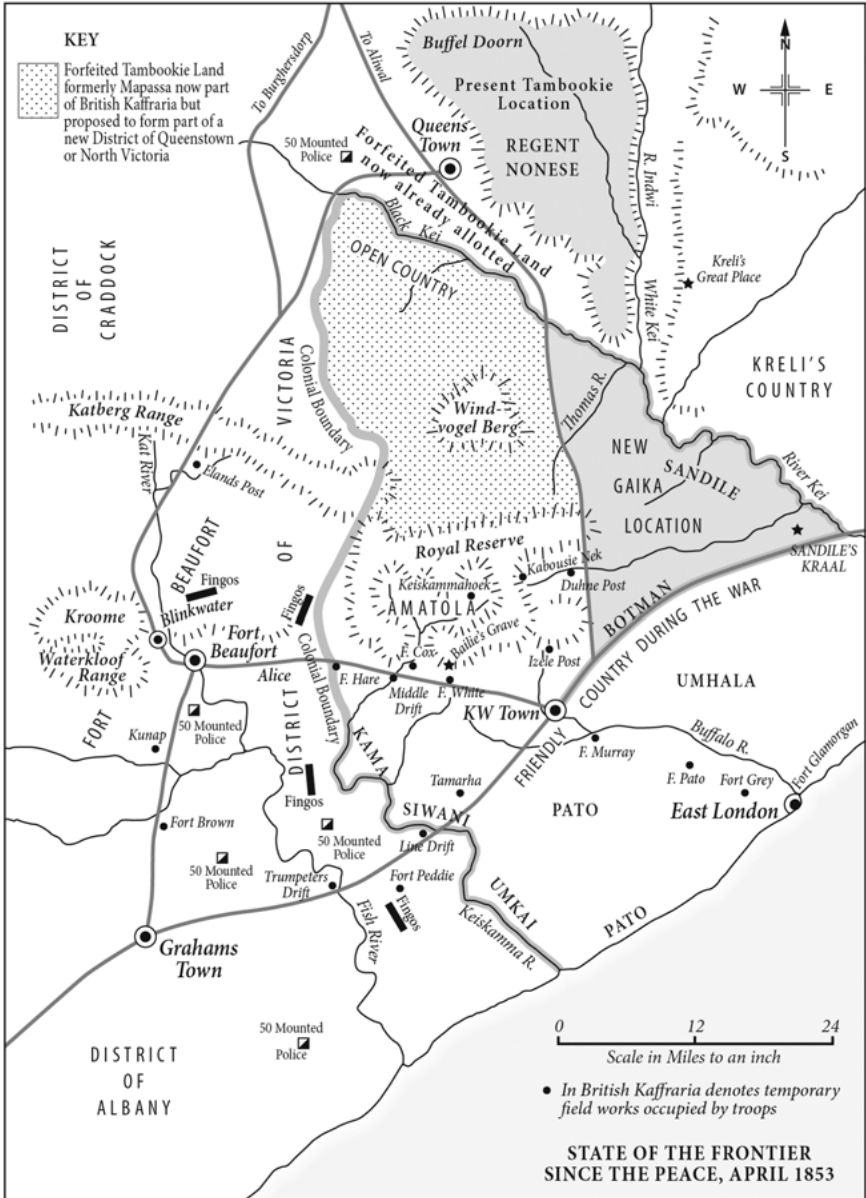 KEY
Forfeited Tambookie Land
formerly Mapassa now part
of British Kaffraria but
proposed to form part of a
new District of Queenstown
or North Victoria
To Burghersdorp
To Aliwal
Buffel Doorn
Present Tambookie
Location
REGENT
NONESE
N
W
E
S
50 Mounted
Police
Queens
Town
Forfeited Tambookie Land
now already allotted
Black Kei
OPEN COUNTRY
R. Indwi
White Kei
Kreli's
Great Place
KRELI'S
COUNTRY
DISTRICT
OF
CRADDOCK
VICTORIA
Colonial Boundary
Wind-
vogel Berg
Thomas R.
NEW
GAIKA
LOCATION
SANDILE
River Kei
SANDILE'S
KRAAL
Katberg Range
Kat River
Elands Post
BEAUFORT
OF
Royal Reserve
Keiskammahoek
AMATOLA
Kabousie Nek
Duhne Post
BOTMAN
FRIENDLY COUNTRY DURING THE WAR
Fingos
Fingos
Kroome
Blinkwater
Waterkloof
Range
Fort
Beaufort
Alice
F. Hare
F. Cox
Bailie's Grave
Middle
Drift
F. White
Izele Post
KW Town
UMHALA
Colonial Boundary
FORT
Kunap
50 Mounted
Police
DISTRICT
KAMA
F. Murray
Buffalo R.
F. Pato
Fort Grey
Fort Glamorgan
East London
Fingos
Tamarha
SIWANI
PATO
Fort Brown
50 Mounted
Police
50 Mounted
Police
Line Drift
Trumpeters
Drift
Fort Peddie
Fingos
UMKAI
Keiskamma R.
PATO
Grahams
Town
Fish River
50 Mounted
Police
DISTRICT
OF
ALBANY
0 12 24
Scale in Miles to an inch
• In British Kaffraria denotes temporary
field works occupied by troops
STATE OF THE FRONTIER
SINCE THE PEACE, APRIL 1853